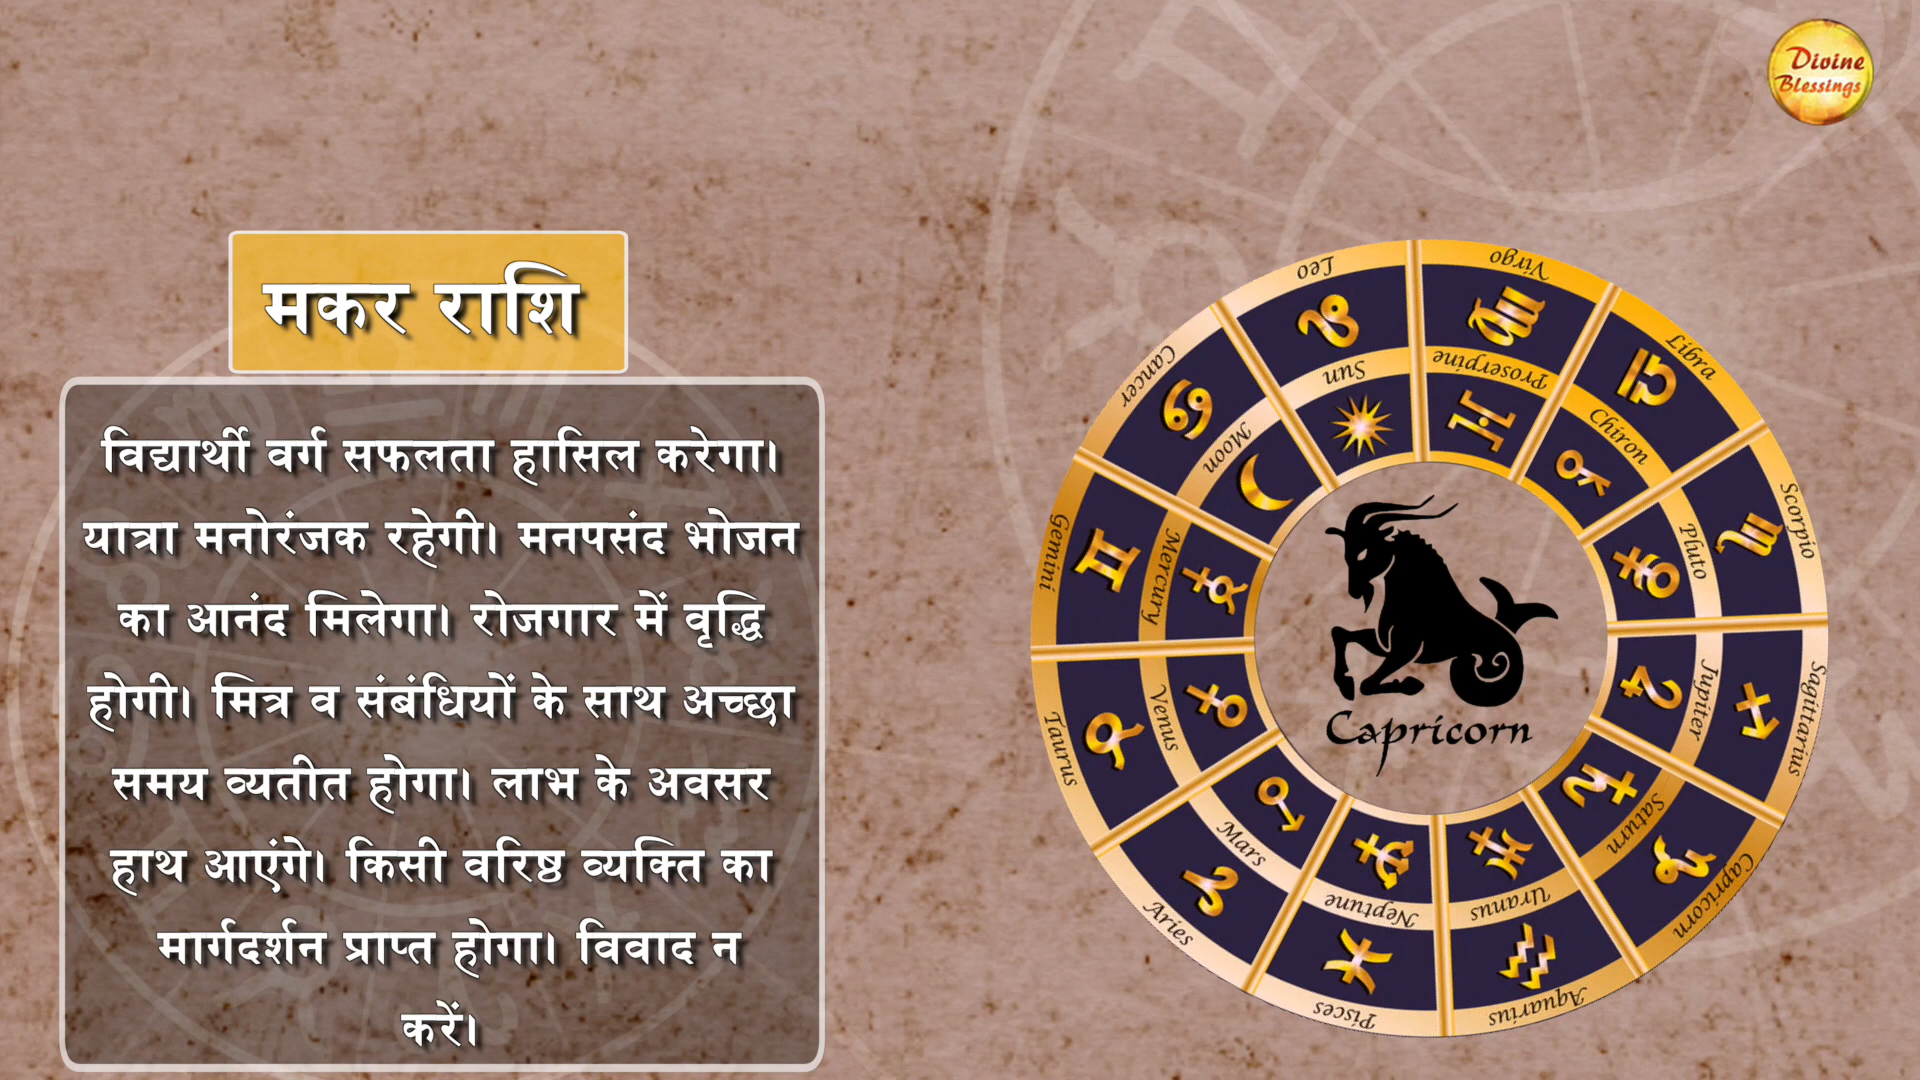 Divine
Blessings
मकर राशि
विद्यार्थी वर्ग सफलता हासिल करेगा।
यात्रा मनोरंजक रहेगी। मनपसंद भोजन
का आनंद मिलेगा। रोजगार में वृद्धि
होगी। मित्र व संबंधियों के साथ अच्छा
समय व्यतीत होगा। लाभ के अवसर
हाथ आएंगे। किसी वरिष्ठ व्यक्ति का
मार्गदर्शन प्राप्त होगा। विवाद न
करें।
Leo
Virgo
Libra
Scorpio
Sagittarius
Capricorn
Aquarius
Pisces
Aries
Taurus
Gemini
Cancer
Sun
Proserpine
Chiron
Pluto
Jupiter
Saturn
Uranus
Neptune
Mars
Venus
Mercury
Moon
Capricorn